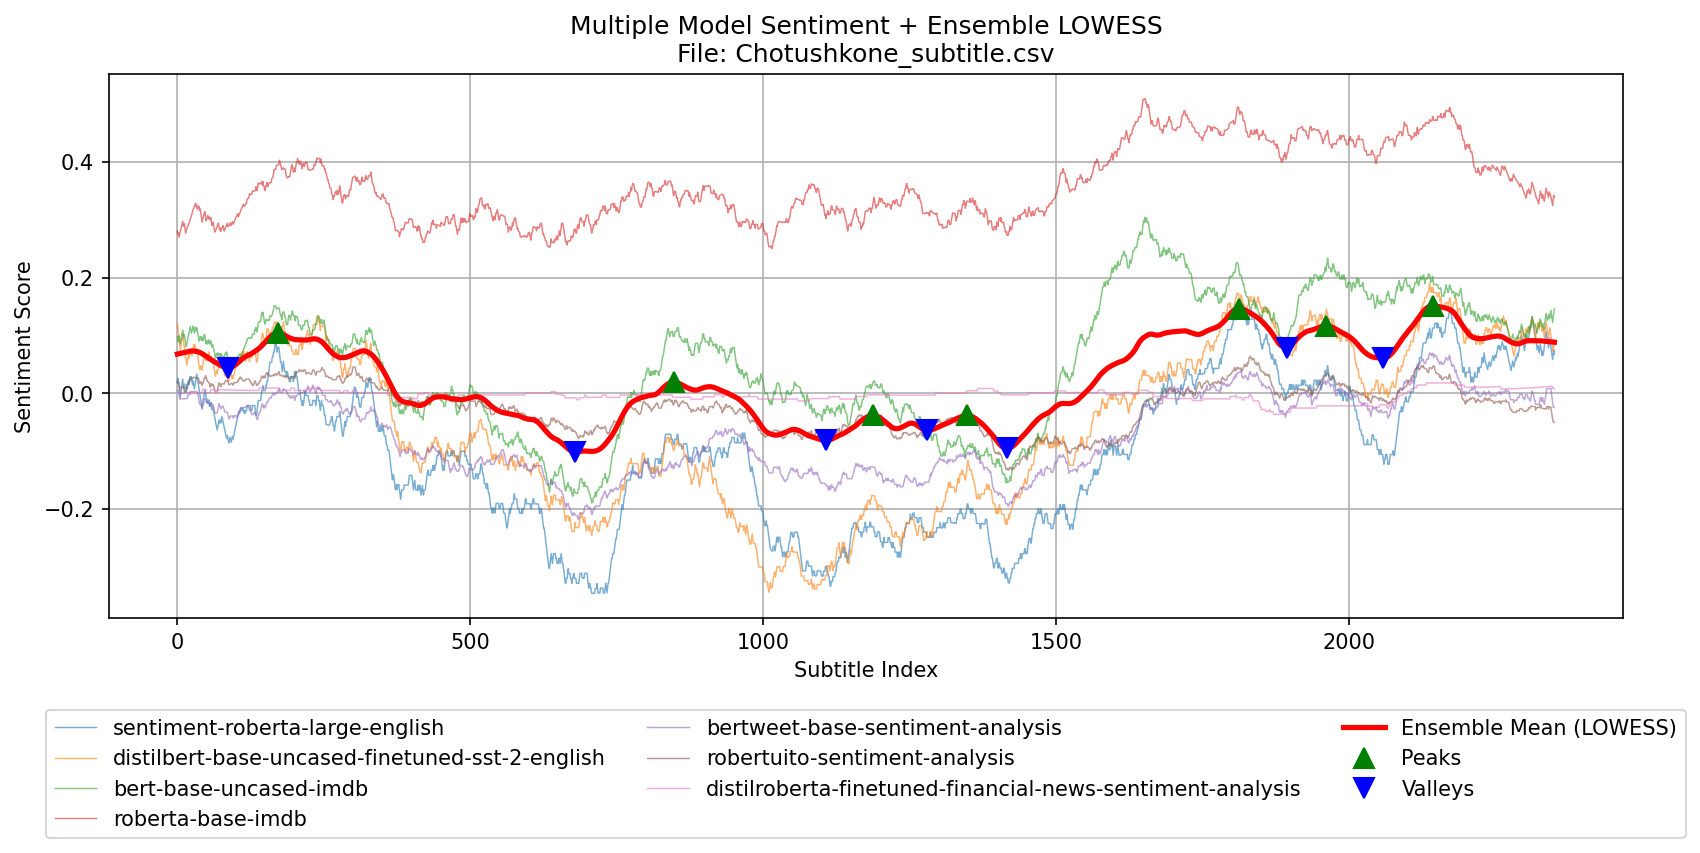 Multiple Model Sentiment + Ensemble LOWESS
File: Chotushkone_subtitle.csv
Sentiment Score
0.4
0.2
0.0
−0.2
0
500
1000
1500
2000
Subtitle Index
sentiment-roberta-large-english
distilbert-base-uncased-finetuned-sst-2-english
bert-base-uncased-imdb
roberta-base-imdb
bertweet-base-sentiment-analysis
robertuito-sentiment-analysis
distilroberta-finetuned-financial-news-sentiment-analysis
Ensemble Mean (LOWESS)
Peaks
Valleys